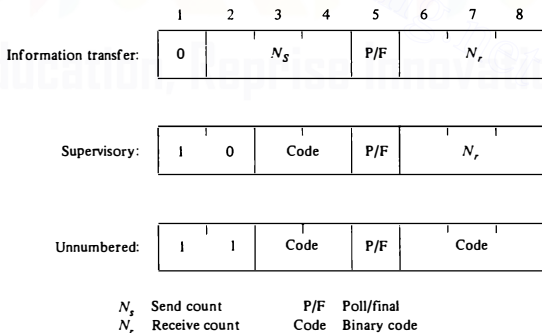 1 2 3 4 5 6 7 8
Information transfer: 0 N_S P/F N_r
Supervisory: 1 0 Code P/F N_r
Unnumbered: 1 1 Code P/F Code
N_s Send count P/F Poll/final
N_r Receive count Code Binary code